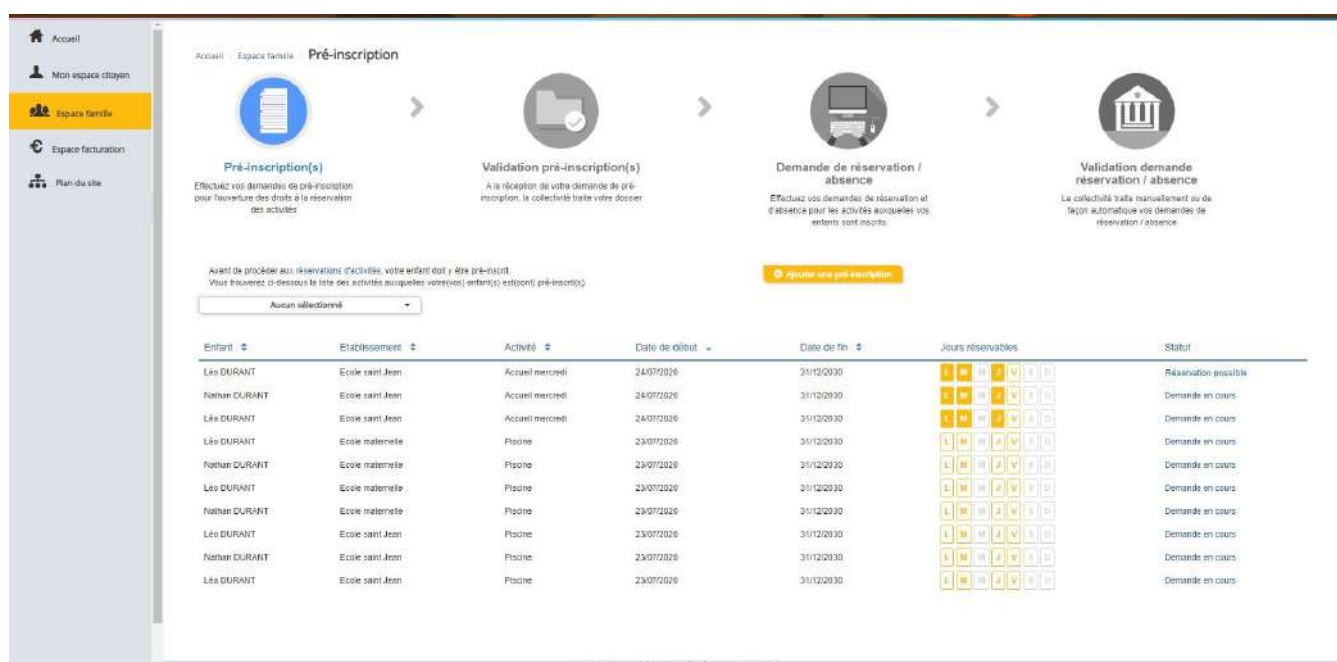 Accueil
Mon espace citoyen
Espace famille
Espace facturation
Plan du site
Accueil Espace famille Pré-inscription
Pré-inscription(s)
Effectuez vos demandes de pré-inscription
pour l'ouverture des droits à la réservation
des activités
Validation pré-inscription(s)
A la réception de votre demande de pré-
inscription, la collectivité traite votre dossier
Demande de réservation /
absence
Effectuez vos demandes de réservation et
d'absence pour les activités auxquelles vos
enfants sont inscrits
Validation demande
réservation / absence
La collectivité traite manuellement ou de
façon automatique vos demandes de
réservation / absence
Avant de procéder aux réservations d'activités, votre enfant doit y être pré-inscrit.
Vous trouverez ci-dessous la liste des activités auxquelles votre(vos) enfant(s) est(sont) pré-inscrit(s)
Ajouter une pré-inscription
Aucun sélectionné
Enfant Etablissement Activité Date de début Date de fin Jours réservables Statut
Léo DURANT Ecole saint Jean Accueil mercredi 24/07/2020 31/12/2030 L M M J V S D Réservation possible
Nathan DURANT Ecole saint Jean Accueil mercredi 24/07/2020 31/12/2030 L M M J V S D Demande en cours
Léa DURANT Ecole saint Jean Accueil mercredi 24/07/2020 31/12/2030 L M M J V S D Demande en cours
Léo DURANT Ecole maternelle Piscine 23/07/2020 31/12/2030 L M M J V S D Demande en cours
Nathan DURANT Ecole maternelle Piscine 23/07/2020 31/12/2030 L M M J V S D Demande en cours
Léo DURANT Ecole maternelle Piscine 23/07/2020 31/12/2030 L M M J V S D Demande en cours
Nathan DURANT Ecole maternelle Piscine 23/07/2020 31/12/2030 L M M J V S D Demande en cours
Léo DURANT Ecole saint Jean Piscine 23/07/2020 31/12/2030 L M M J V S D Demande en cours
Nathan DURANT Ecole saint Jean Piscine 23/07/2020 31/12/2030 L M M J V S D Demande en cours
Léa DURANT Ecole saint Jean Piscine 23/07/2020 31/12/2030 L M M J V S D Demande en cours